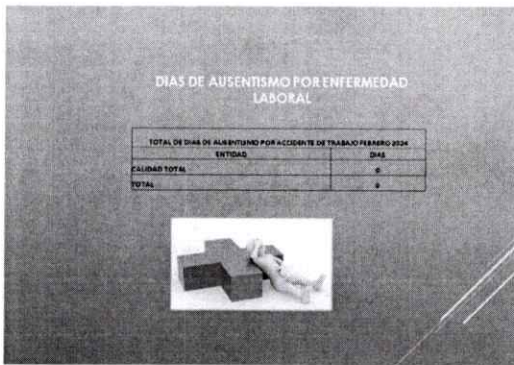 DIAS DE AUSENTISMO POR ENFERMEDAD
LABORAL
TOTAL DE DIAS DE AUSENTISMO POR ACCIDENTE DE TRABAJO FEBRERO 2024
ENTIDAD DIAS
CALIDAD TOTAL 0
TOTAL 0